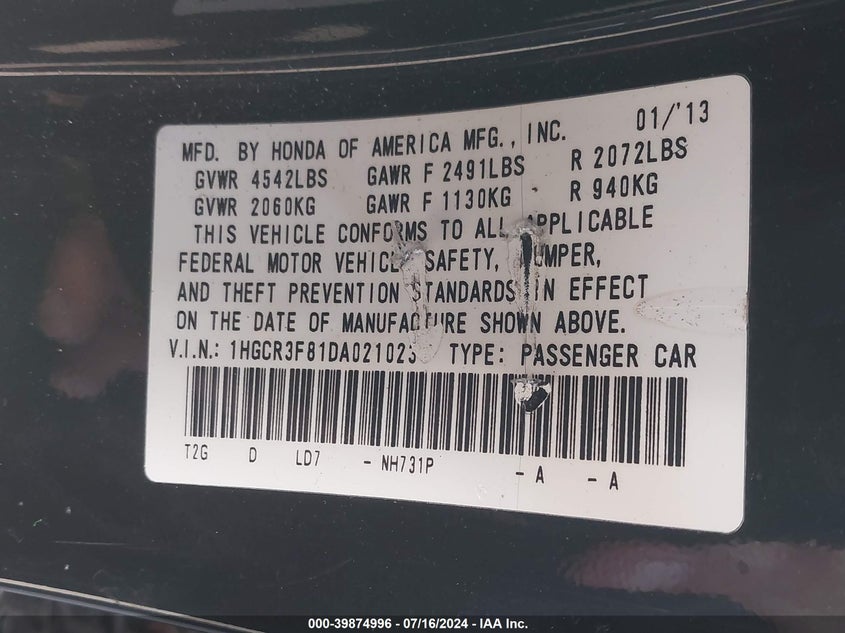 01/'13
MFD. BY HONDA OF AMERICA MFG., INC.
GVWR 4542LBS GAWR F 2491LBS R 2072LBS
GVWR 2060KG GAWR F 1130KG R 940KG
THIS VEHICLE CONFORMS TO ALL APPLICABLE
FEDERAL MOTOR VEHICLE SAFETY, BUMPER,
AND THEFT PREVENTION STANDARDS IN EFFECT
ON THE DATE OF MANUFACTURE SHOWN ABOVE.
V.I.N.: TYPE: PASSENGER CAR
T2G D LD7 - NH731P - A - A
000-39874996 - 07/16/2024 - IAA Inc.